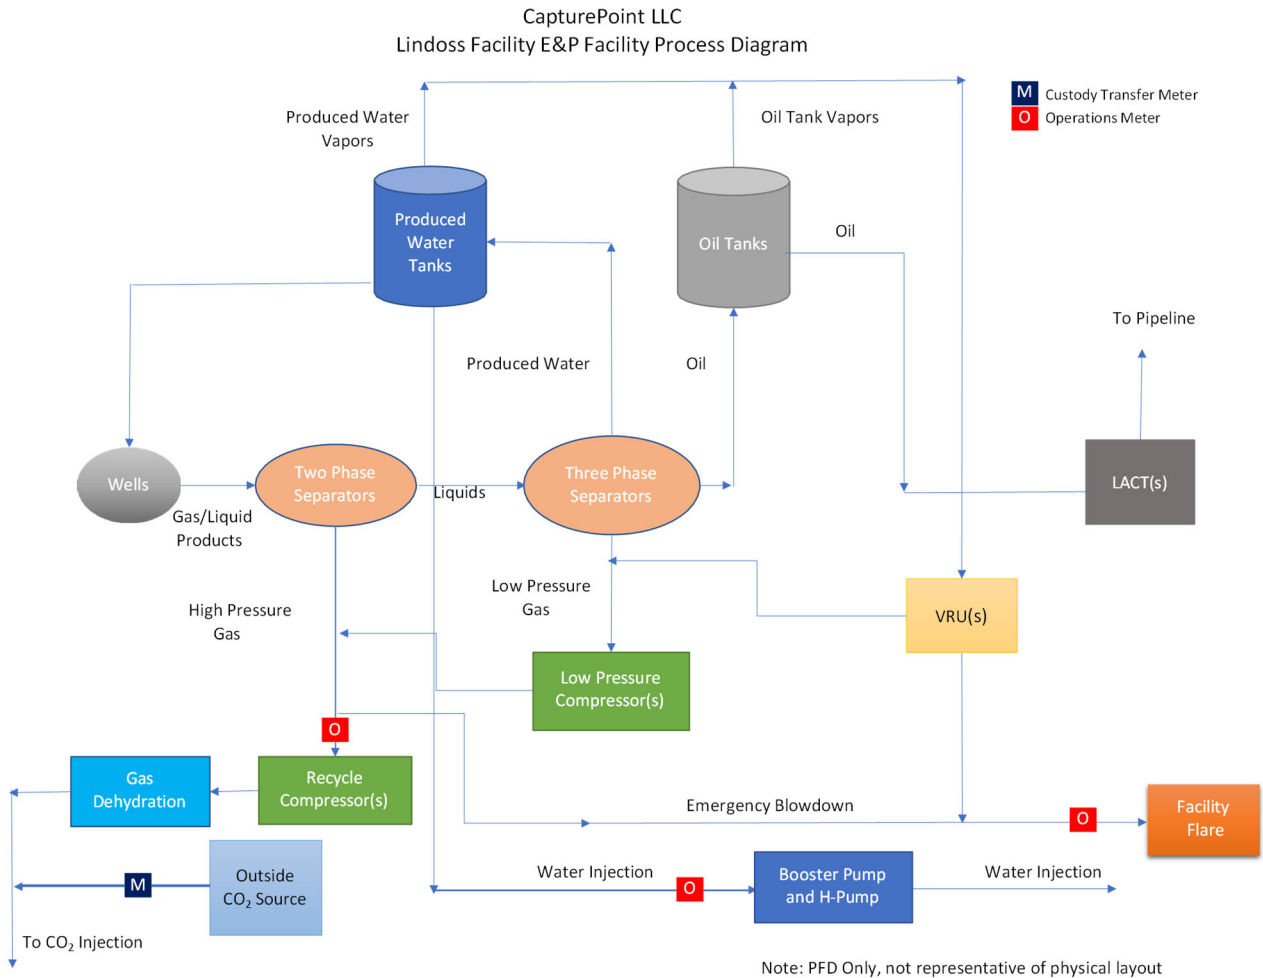 CapturePoint LLC
Lindoss Facility E&P Facility Process Diagram
M Custody Transfer Meter
O Operations Meter
Produced Water
Vapors
Oil Tank Vapors
Produced
Water
Tanks
Oil Tanks
Oil
To Pipeline
Produced Water
Oil
Wells
Two Phase
Separators
Liquids
Three Phase
Separators
LACT(s)
Gas/Liquid
Products
High Pressure
Gas
Low Pressure
Gas
VRU(s)
Low Pressure
Compressor(s)
O
Gas
Dehydration
Recycle
Compressor(s)
Emergency Blowdown
O
Facility
Flare
M
Outside
CO2 Source
Water Injection
O
Booster Pump
and H-Pump
Water Injection
To CO2 Injection
Note: PFD Only, not representative of physical layout